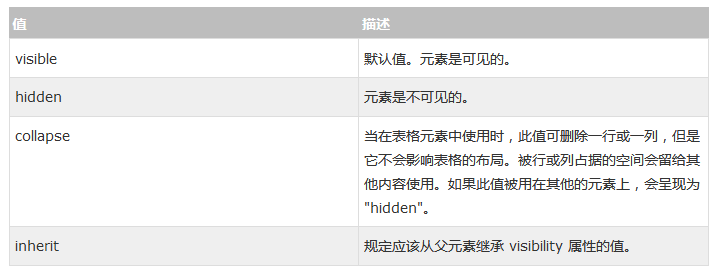 值 描述
visible 默认值。元素是可见的。
hidden 元素是不可见的。
collapse 当在表格元素中使用时，此值可删除一行或一列，但是
它不会影响表格的布局。被行或列占据的空间会留给其
他内容使用。如果此值被用在其他的元素上，会呈现为
"hidden"。
inherit 规定应该从父元素继承 visibility 属性的值。